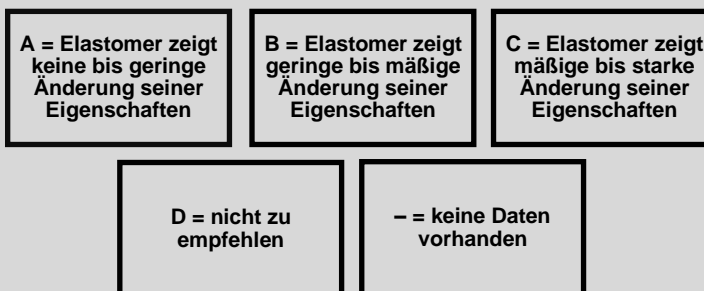 A = Elastomer zeigt
keine bis geringe
Änderung seiner
Eigenschaften
B = Elastomer zeigt
geringe bis mäßige
Änderung seiner
Eigenschaften
C = Elastomer zeigt
mäßige bis starke
Änderung seiner
Eigenschaften
D = nicht zu
empfehlen
– = keine Daten
vorhanden